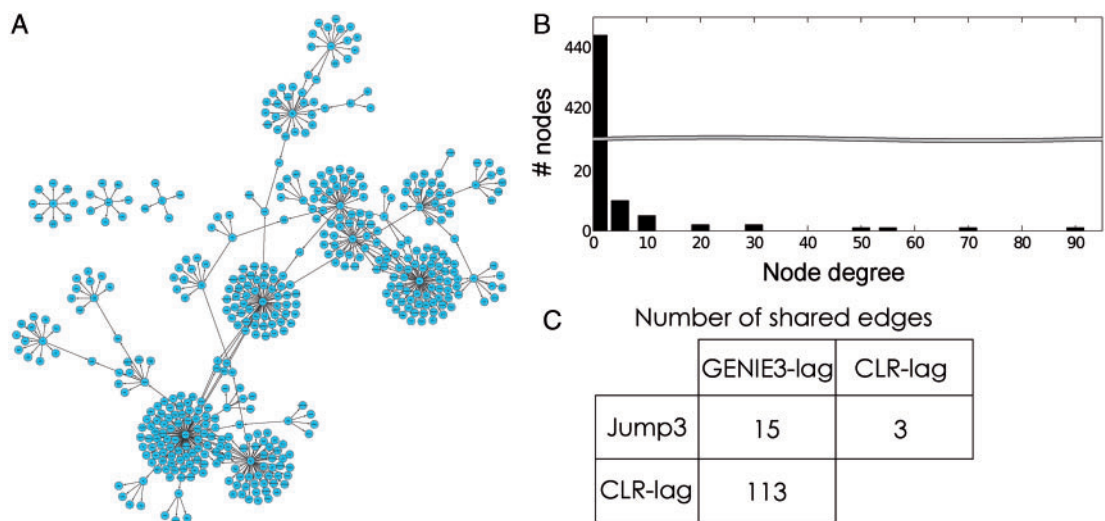 A
B
440
420
20
0
# nodes
0 10 20 30 40 50 60 70 80 90
Node degree
C
Number of shared edges
GENIE3-lag CLR-lag
Jump3 15 3
CLR-lag 113